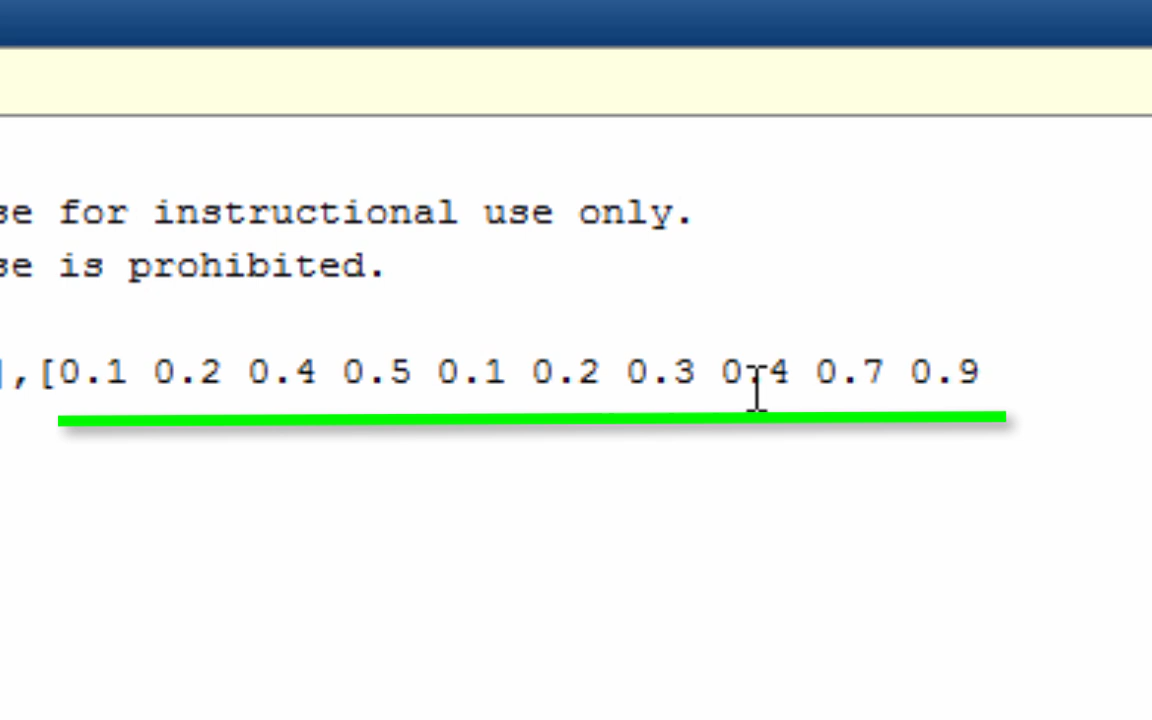 se for instructional use only.
se is prohibited.
],[0.1 0.2 0.4 0.5 0.1 0.2 0.3 0.4 0.7 0.9